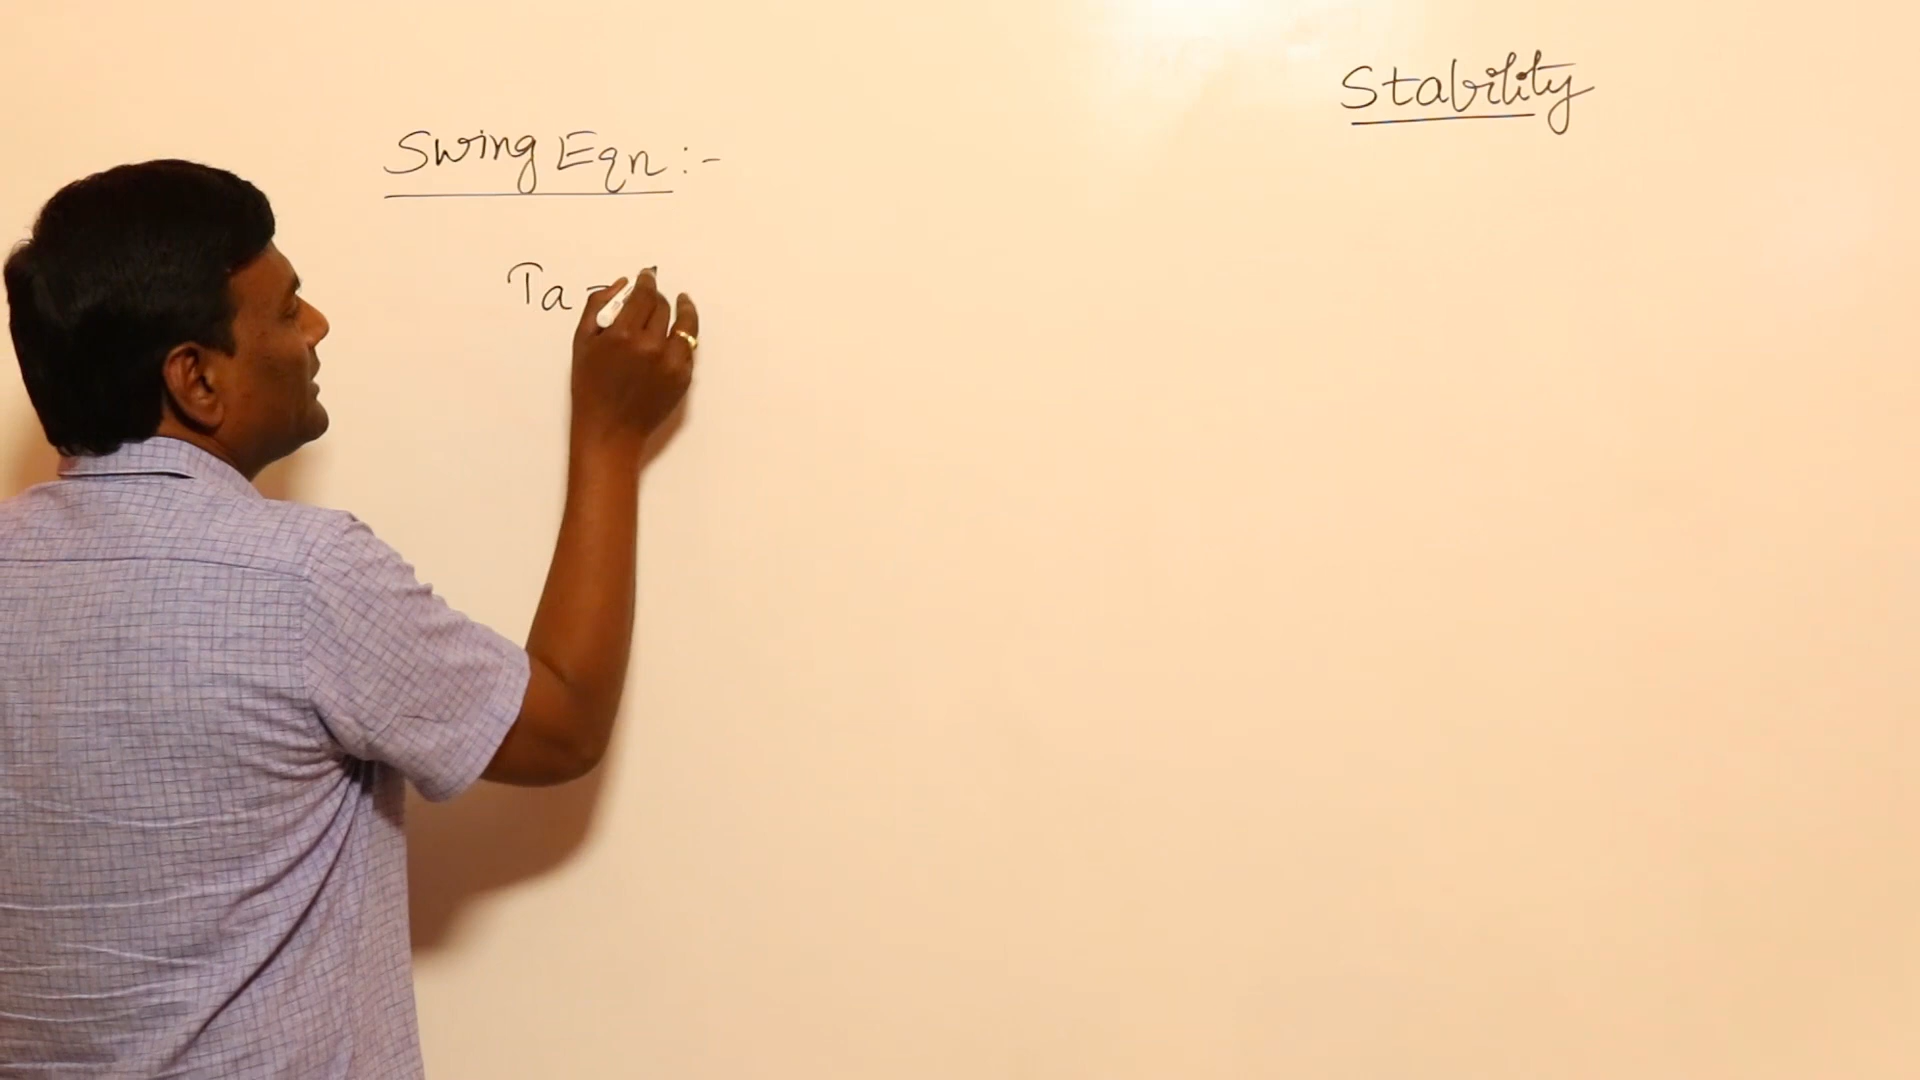 Stability
Swing Eqn :-
Ta =